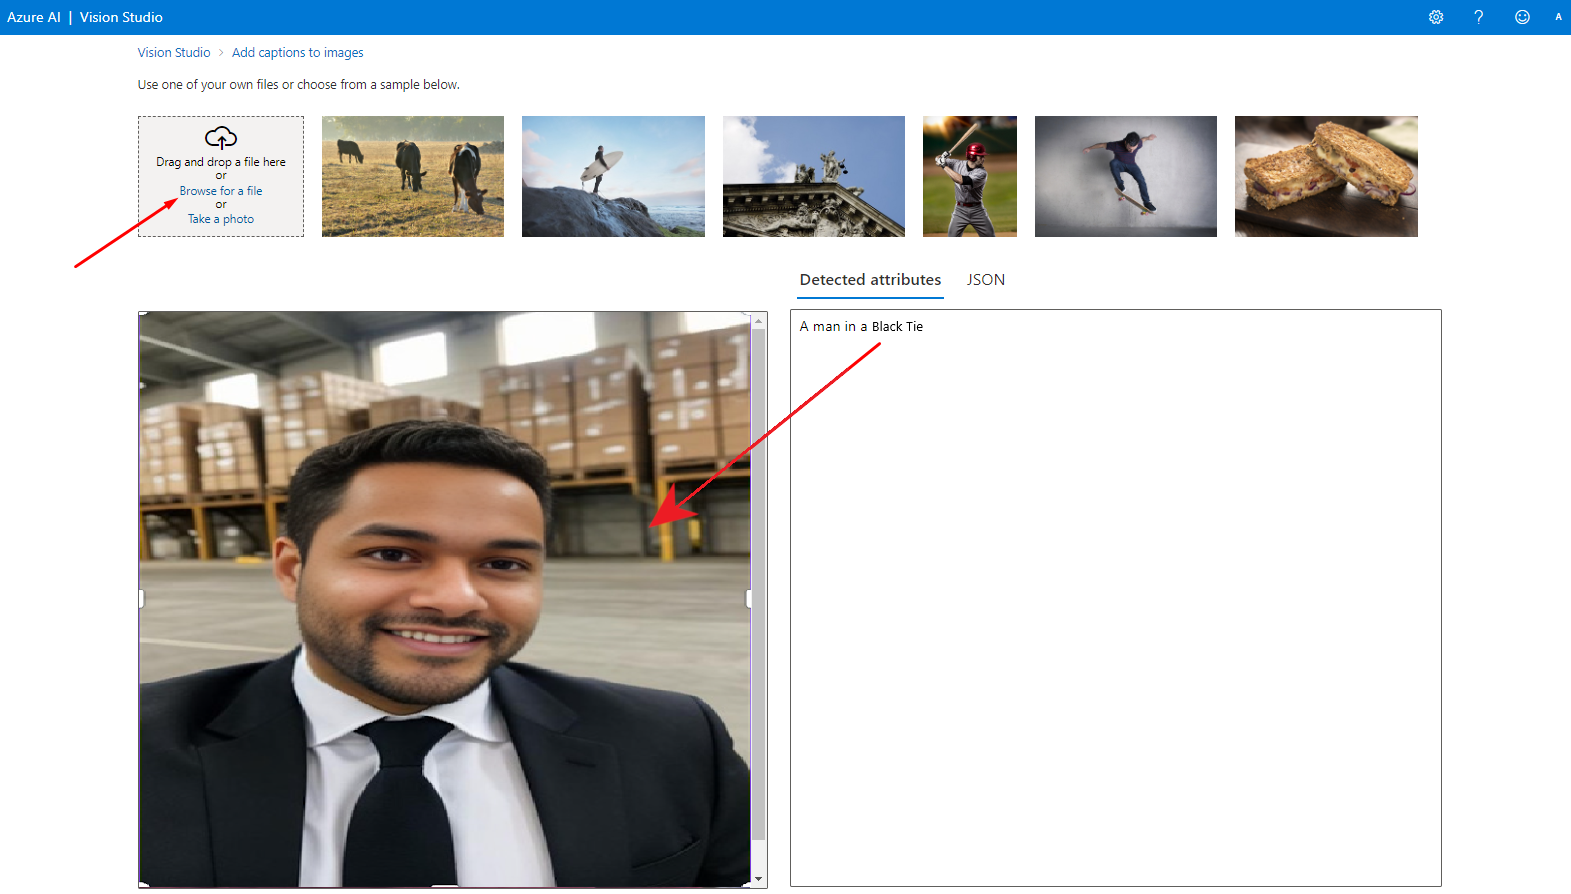 Azure AI | Vision Studio
A
Vision Studio > Add captions to images
Use one of your own files or choose from a sample below.
Drag and drop a file here
or
Browse for a file
or
Take a photo
Detected attributes JSON
A man in a Black Tie